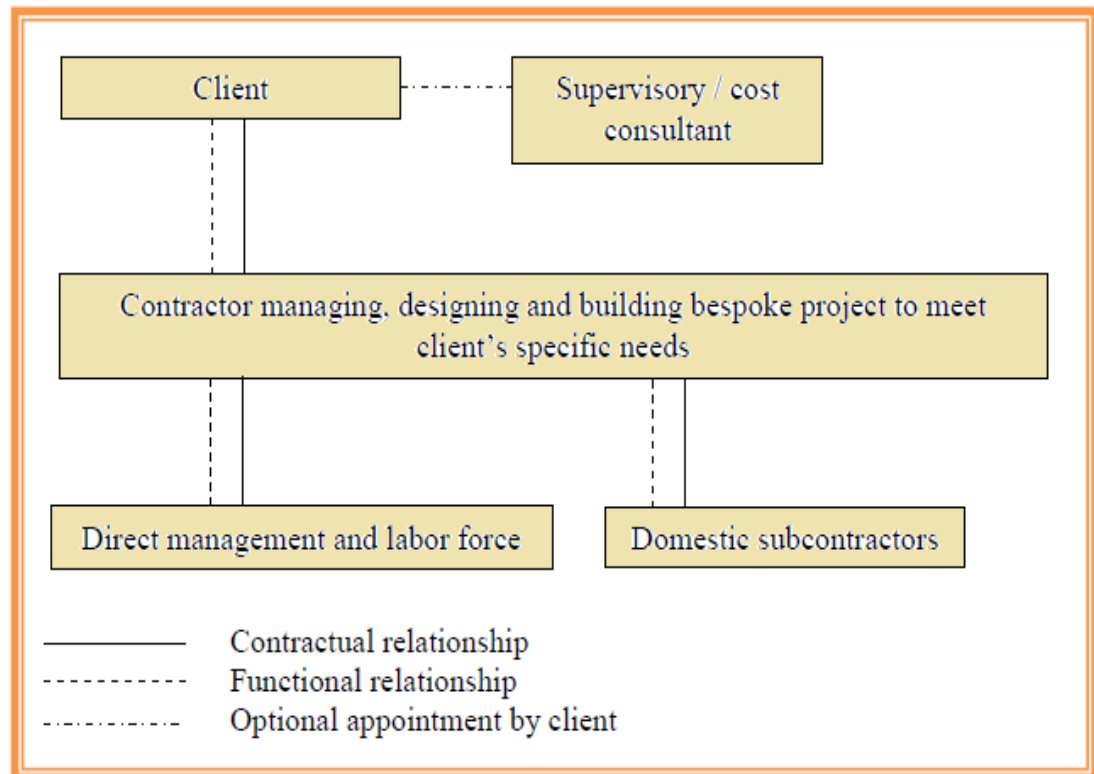 Client
Supervisory / cost
consultant
Contractor managing, designing and building bespoke project to meet
client's specific needs
Direct management and labor force
Domestic subcontractors
Contractual relationship
Functional relationship
Optional appointment by client